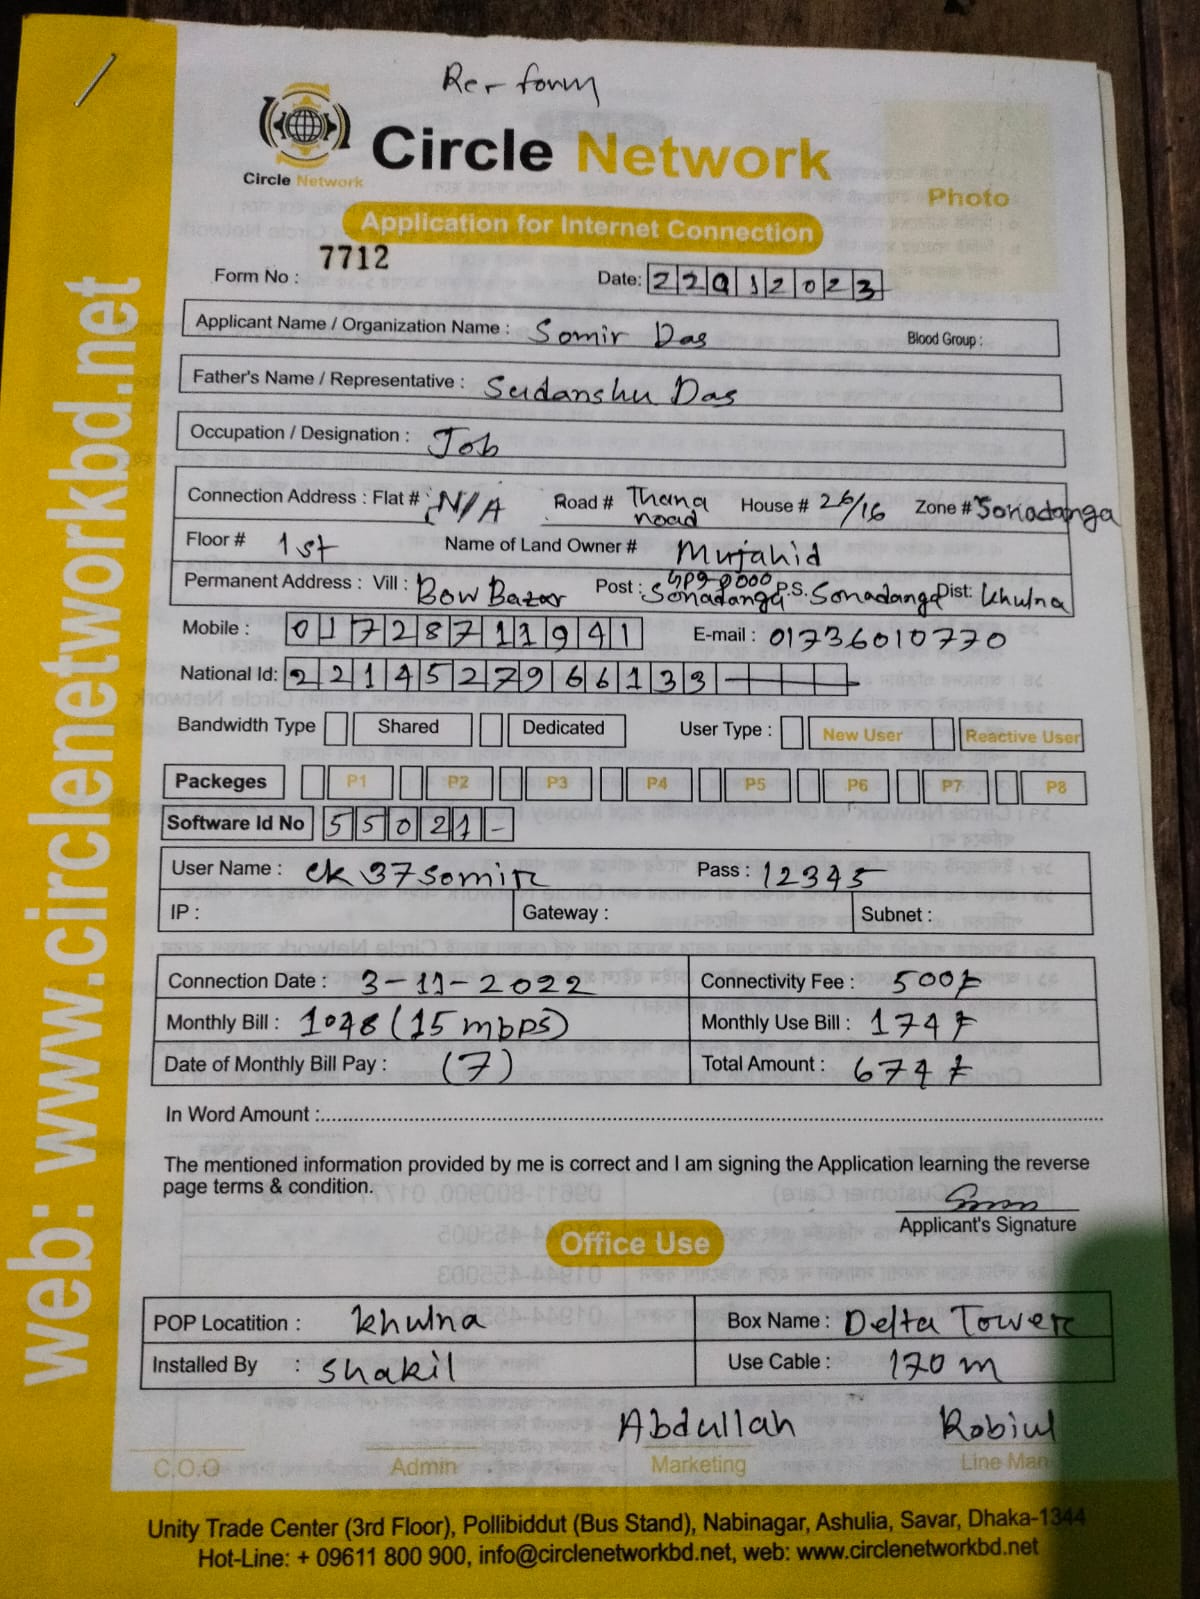 Re-form
Circle Network
Circle Network
Photo
Application for Internet Connection
Form No : 7712
Date: 22012023
Applicant Name / Organization Name : Somir Das Blood Group :
Father's Name / Representative : Sudanshu Das
Occupation / Designation : Job
Connection Address : Flat # N/A Road # Thana road House # 26/16 Zone # Sonadanga
Floor # 1st Name of Land Owner # Mujahid
Permanent Address : Vill : Bow Bazar Post : Sonadanga P.S. Sonadanga Dist: Khulna
Mobile : 01728711941 E-mail : 01736010770
National Id: 2214527966133
Bandwidth Type Shared Dedicated User Type : New User Reactive User
Packeges P1 P2 P3 P4 P5 P6 P7 P8
Software Id No 55021-
User Name : ck37somir Pass : 12345
IP : Gateway : Subnet :
Connection Date : 3-11-2022 Connectivity Fee : 500/-
Monthly Bill : 1048 (15 mbps) Monthly Use Bill : 174/-
Date of Monthly Bill Pay : (7) Total Amount : 674/-
In Word Amount :
The mentioned information provided by me is correct and I am signing the Application learning the reverse
page terms & condition.
Applicant's Signature
Office Use
POP Locatition : Khulna Box Name : Delta Tower
Installed By : Shakil Use Cable : 170 m
Abdullah Robiul
C.O.O Admin Marketing Line Man
Unity Trade Center (3rd Floor), Pollibiddut (Bus Stand), Nabinagar, Ashulia, Savar, Dhaka-1344
Hot-Line: + 09611 800 900, info@circlenetworkbd.net, web: www.circlenetworkbd.net
web: www.circlenetworkbd.net